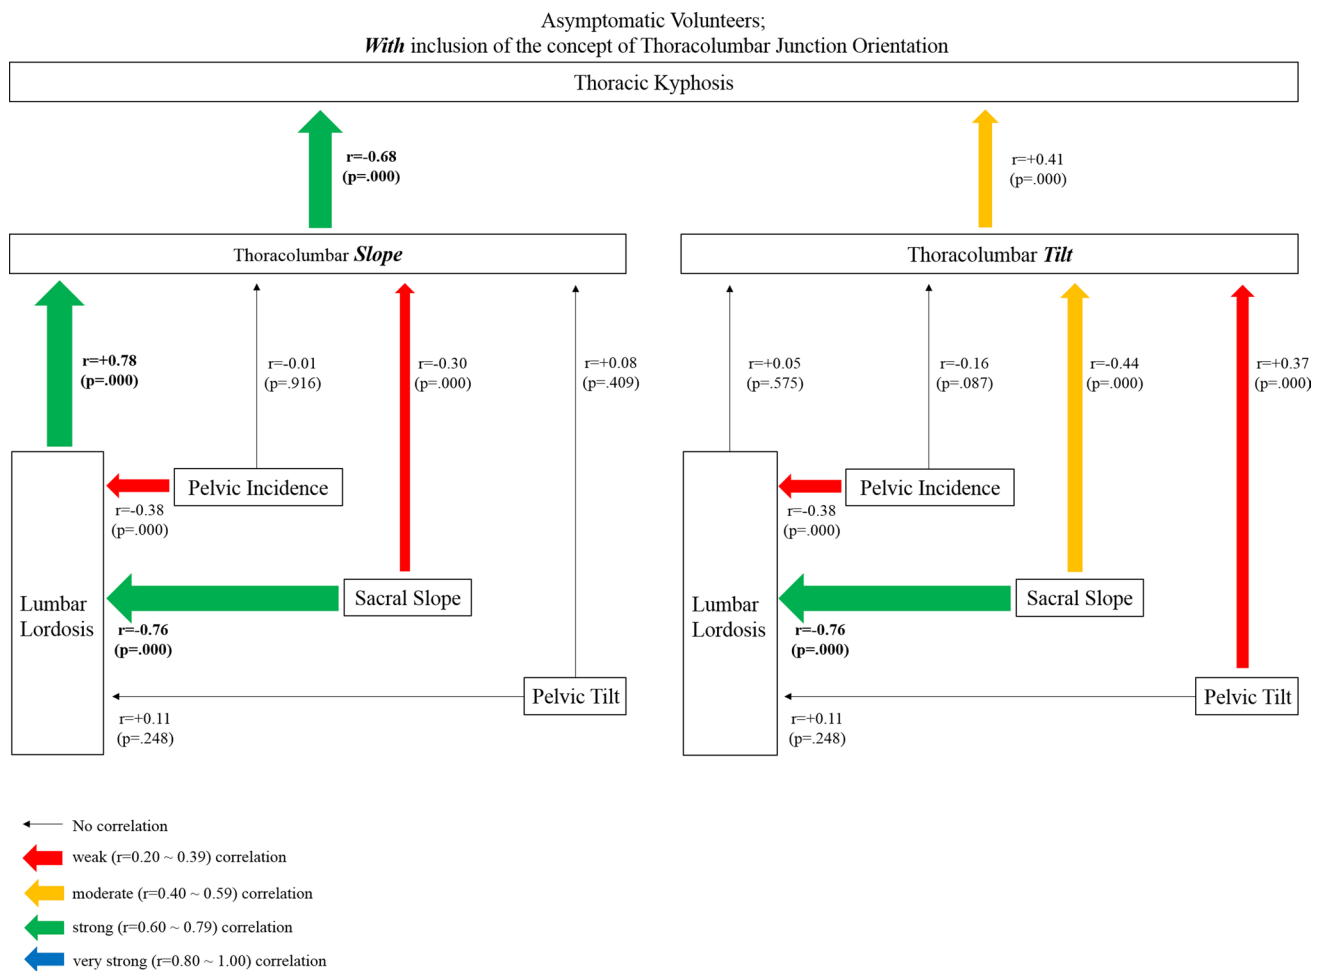 Asymptomatic Volunteers;
With inclusion of the concept of Thoracolumbar Junction Orientation
Thoracic Kyphosis
r=-0.68
(p=.000)
r=+0.41
(p=.000)
Thoracolumbar Slope
Thoracolumbar Tilt
r=+0.78
(p=.000)
r=-0.01
(p=.916)
r=-0.30
(p=.000)
r=+0.08
(p=.409)
r=+0.05
(p=.575)
r=-0.16
(p=.087)
r=-0.44
(p=.000)
r=+0.37
(p=.000)
Pelvic Incidence
r=-0.38
(p=.000)
Pelvic Incidence
r=-0.38
(p=.000)
Lumbar
Lordosis
Sacral Slope
r=-0.76
(p=.000)
Lumbar
Lordosis
Sacral Slope
r=-0.76
(p=.000)
Pelvic Tilt
r=+0.11
(p=.248)
Pelvic Tilt
r=+0.11
(p=.248)
No correlation
weak (r=0.20 ~ 0.39) correlation
moderate (r=0.40 ~ 0.59) correlation
strong (r=0.60 ~ 0.79) correlation
very strong (r=0.80 ~ 1.00) correlation